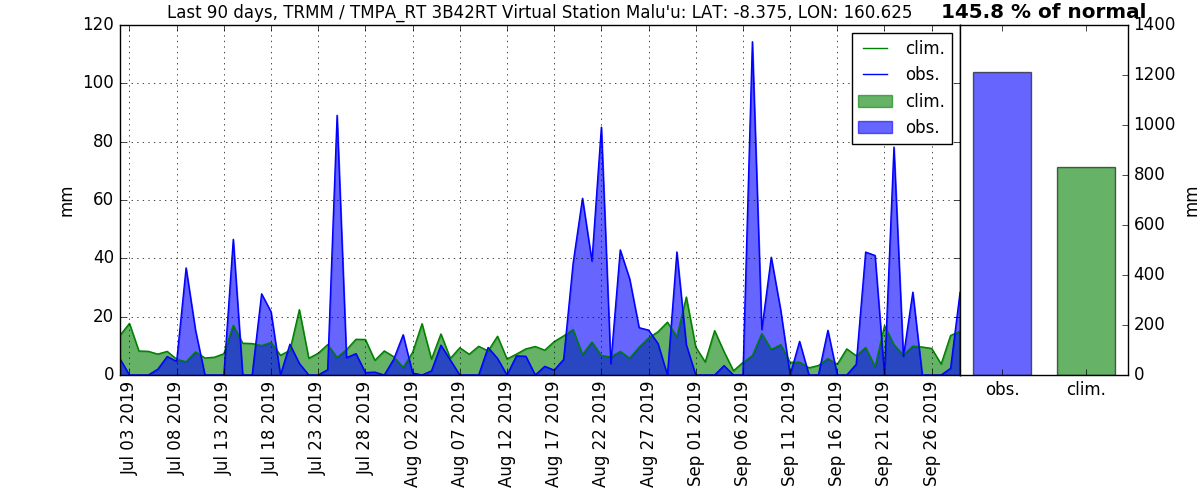 Last 90 days, TRMM / TMPA_RT 3B42RT Virtual Station Malu'u: LAT: -8.375, LON: 160.625
145.8 % of normal
120
100
80
60
40
20
0
mm
clim.
obs.
clim.
obs.
1400
1200
1000
800
600
400
200
0
mm
obs.
clim.
Jul 03 2019
Jul 08 2019
Jul 13 2019
Jul 18 2019
Jul 23 2019
Jul 28 2019
Aug 02 2019
Aug 07 2019
Aug 12 2019
Aug 17 2019
Aug 22 2019
Aug 27 2019
Sep 01 2019
Sep 06 2019
Sep 11 2019
Sep 16 2019
Sep 21 2019
Sep 26 2019